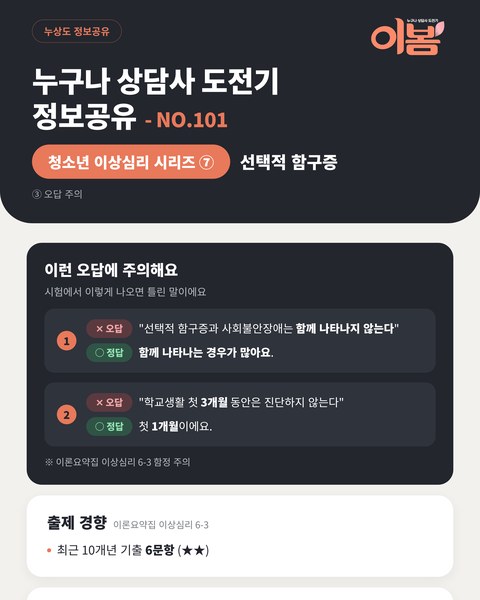 누상도 정보공유
누구나 상담사 도전기
이봄
누구나 상담사 도전기
정보공유 - NO.101
청소년 이상심리 시리즈 ⑦ 선택적 함구증
③ 오답 주의
이런 오답에 주의해요
시험에서 이렇게 나오면 틀린 말이에요
1
✕ 오답 "선택적 함구증과 사회불안장애는 함께 나타나지 않는다"
○ 정답 함께 나타나는 경우가 많아요.
2
✕ 오답 "학교생활 첫 3개월 동안은 진단하지 않는다"
○ 정답 첫 1개월이에요.
※ 이론요약집 이상심리 6-3 함정 주의
출제 경향 이론요약집 이상심리 6-3
• 최근 10개년 기출 6문항 (★★)